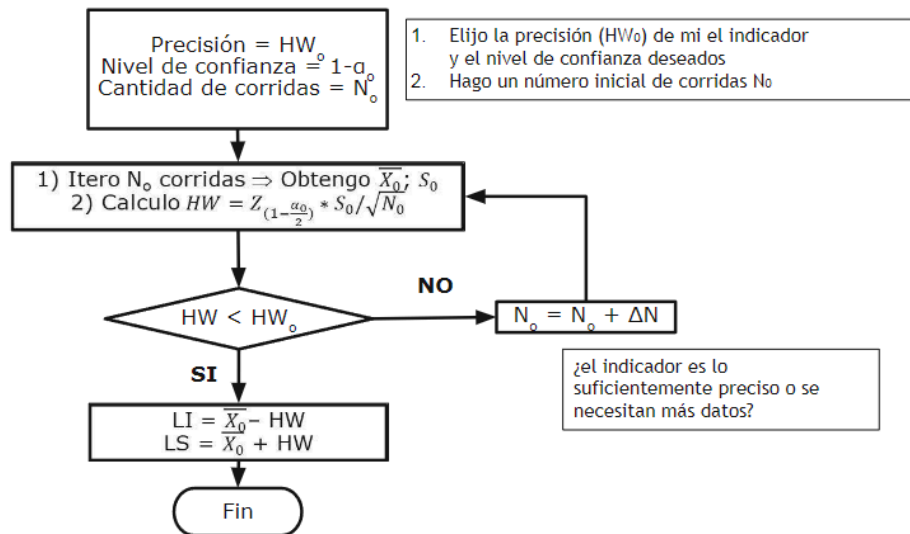 Precisión = HWₒ
Nivel de confianza = 1-αₒ
Cantidad de corridas = Nₒ
1. Elijo la precisión (HW₀) de mi el indicador
y el nivel de confianza deseados
2. Hago un número inicial de corridas N₀
1) Itero Nₒ corridas ⇒ Obtengo X̅₀; S₀
2) Calculo HW = Z_(1-α₀/2) * S₀/√N₀
HW < HWₒ
NO
Nₒ = Nₒ + ΔN
SI
¿el indicador es lo
suficientemente preciso o se
necesitan más datos?
LI = X̅₀ - HW
LS = X̅₀ + HW
Fin